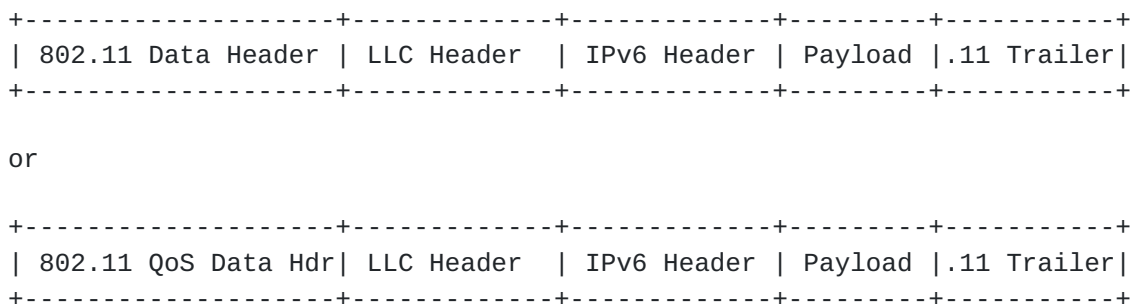 +--------------------+-------------+-------------+---------+-----------+
| 802.11 Data Header | LLC Header  | IPv6 Header | Payload |.11 Trailer|
+--------------------+-------------+-------------+---------+-----------+
or
+--------------------+-------------+-------------+---------+-----------+
| 802.11 QoS Data Hdr| LLC Header  | IPv6 Header | Payload |.11 Trailer|
+--------------------+-------------+-------------+---------+-----------+